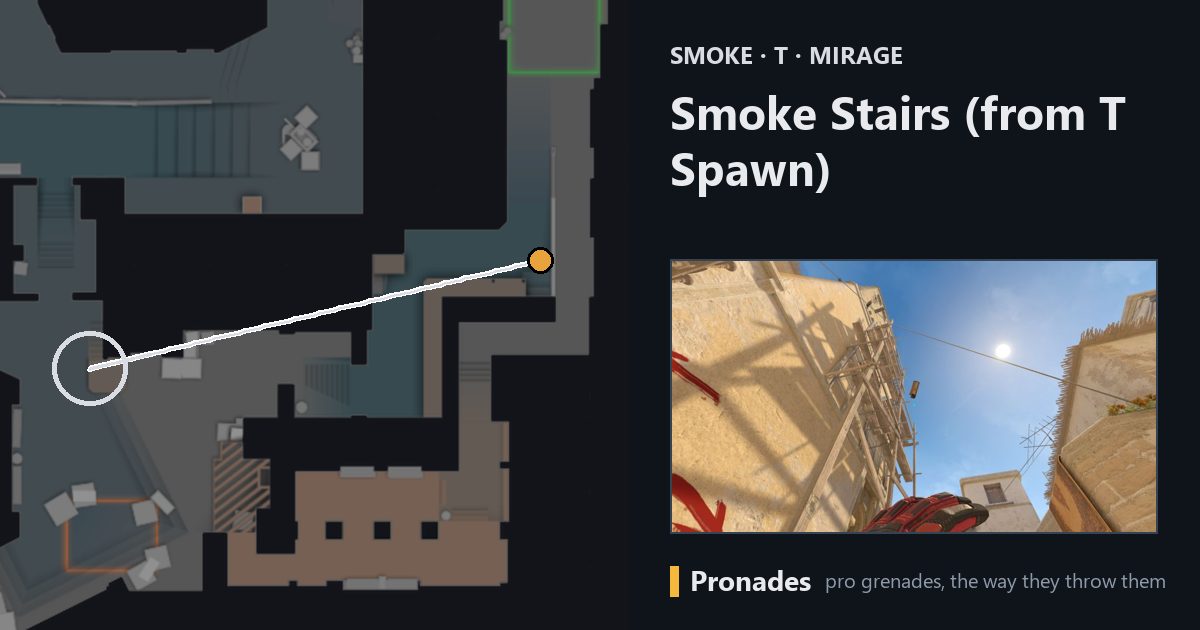 SMOKE · T · MIRAGE
Smoke Stairs (from T
Spawn)
Pronades pro grenades, the way they throw them